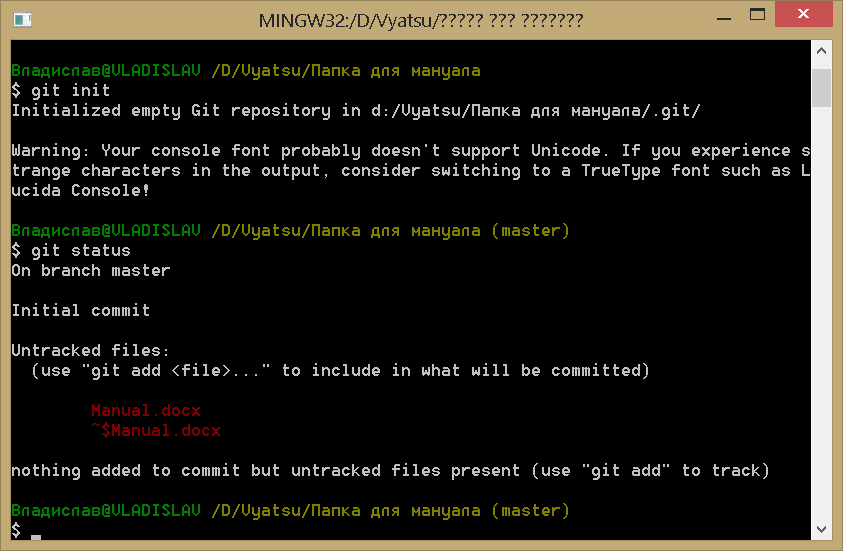 MINGW32:/D/Vyatsu/????? ??? ???????
Владислав@VLADISLAV /D/Vyatsu/Папка для мануала
$ git init
Initialized empty Git repository in d:/Vyatsu/Папка для мануала/.git/
Warning: Your console font probably doesn't support Unicode. If you experience s
trange characters in the output, consider switching to a TrueType font such as L
ucida Console!
Владислав@VLADISLAV /D/Vyatsu/Папка для мануала (master)
$ git status
On branch master
Initial commit
Untracked files:
(use "git add <file>..." to include in what will be committed)
Manual.docx
~$Manual.docx
nothing added to commit but untracked files present (use "git add" to track)
Владислав@VLADISLAV /D/Vyatsu/Папка для мануала (master)
$